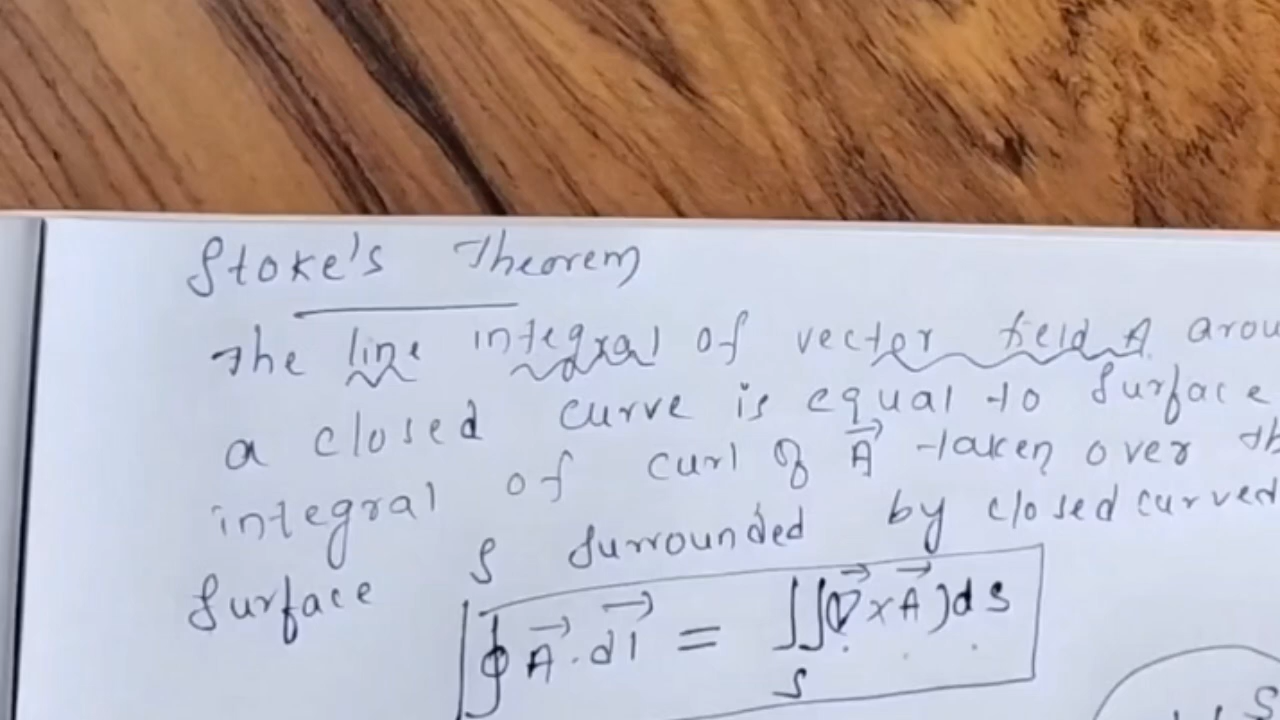 Stoke's Theorem
The line integral of vector field A arou
a closed curve is equal to surface
integral of curl of A⃗ taken over th
surface S surrounded by closed curved
∮ A⃗ . dl⃗ = ∬(∇⃗ × A⃗) ds
S
S